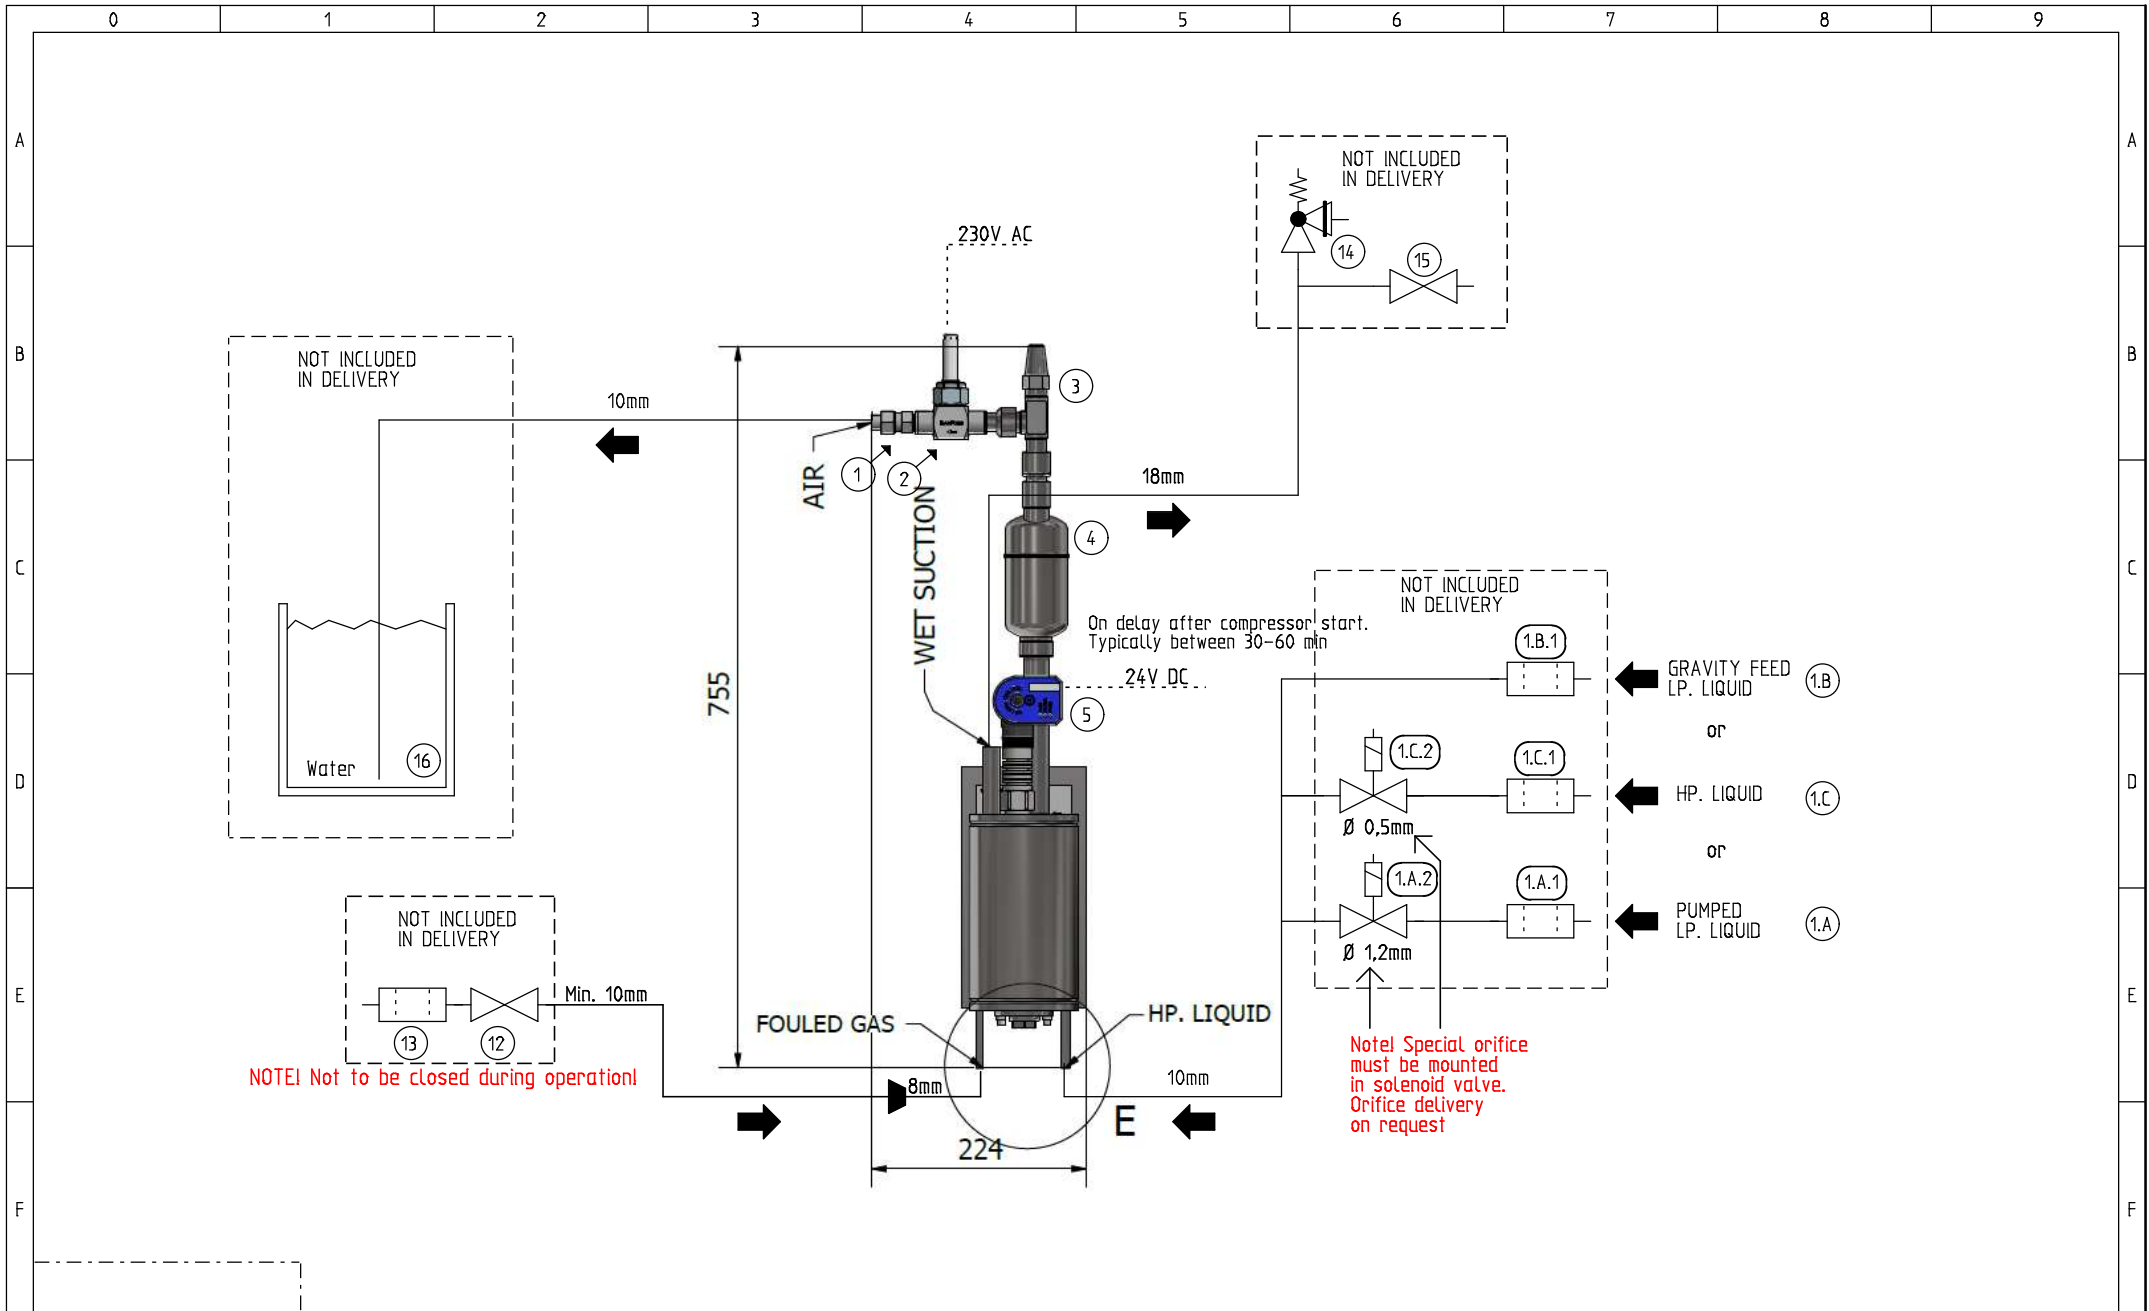 0 1 2 3 4 5 6 7 8 9
A
A
NOT INCLUDED
IN DELIVERY
14
15
230V AC
B
B
NOT INCLUDED
IN DELIVERY
10mm
3
1
2
AIR
18mm
WET SUCTION
4
C
C
NOT INCLUDED
IN DELIVERY
On delay after compressor start.
Typically between 30-60 min
24V DC
5
755
1.B.1
GRAVITY FEED
LP. LIQUID
1.B
or
Water
16
D
D
1.C.2
1.C.1
HP. LIQUID
1.C
Ø 0,5mm
or
1.A.2
1.A.1
PUMPED
LP. LIQUID
1.A
Ø 1,2mm
NOT INCLUDED
IN DELIVERY
E
E
Min. 10mm
13
12
NOTE! Not to be closed during operation!
FOULED GAS
HP. LIQUID
8mm
10mm
E
224
Note! Special orifice
must be mounted
in solenoid valve.
Orifice delivery
on request
F
F